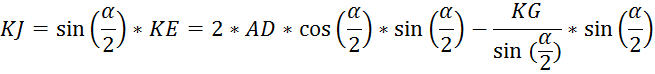 KJ = sin(α/2) * KE = 2 * AD * cos(α/2) * sin(α/2) − KG/sin (α/2) * sin(α/2)